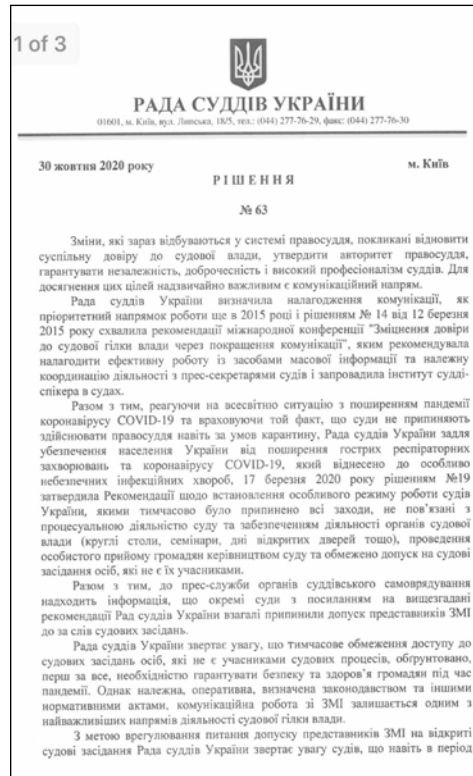 1 of 3
РАДА СУДДІВ УКРАЇНИ
01601, м. Київ, вул. Липська, 18/5, тел.: (044) 277-76-29, факс: (044) 277-76-30
30 жовтня 2020 року м. Київ
Р І Ш Е Н Н Я
№ 63
Зміни, які зараз відбуваються у системі правосуддя, покликані відновити
суспільну довіру до судової влади, утвердити авторитет правосуддя,
гарантувати незалежність, доброчесність і високий професіоналізм суддів. Для
досягнення цих цілей надзвичайно важливим є комунікаційний напрям.
Рада суддів України визначила налагодження комунікації, як
пріоритетний напрямок роботи ще в 2015 році і рішенням № 14 від 12 березня
2015 року схвалила рекомендації міжнародної конференції "Зміцнення довіри
до судової гілки влади через покращення комунікації", яким рекомендувала
налагодити ефективну роботу із засобами масової інформації та належну
координацію діяльності з прес-секретарями судів і запровадила інститут судді-
спікера в судах.
Разом з тим, реагуючи на всесвітню ситуацію з поширенням пандемії
коронавірусу COVID-19 та враховуючи той факт, що суди не припиняють
здійснювати правосуддя навіть за умов карантину, Рада суддів України задля
убезпечення населення України від поширення гострих респіраторних
захворювань та коронавірусу COVID-19, який віднесено до особливо
небезпечних інфекційних хвороб, 17 березня 2020 року рішенням №19
затвердила Рекомендації щодо встановлення особливого режиму роботи судів
України, якими тимчасово було припинено всі заходи, не пов'язані з
процесуальною діяльністю суду та забезпеченням діяльності органів судової
влади (круглі столи, семінари, дні відкритих дверей тощо), проведення
особистого прийому громадян керівництвом суду та обмежено допуск на судові
засідання осіб, які не є їх учасниками.
Разом з тим, до прес-служби органів суддівського самоврядування
надходить інформація, що окремі суди з посиланням на вищезгадані
рекомендації Рад суддів України взагалі припинили допуск представників ЗМІ
до за слів судових засідань.
Рада суддів України звертає увагу, що тимчасове обмеження доступу до
судових засідань осіб, які не є учасниками судових процесів, обґрунтовано,
перш за все, необхідністю гарантувати безпеку та здоров'я громадян під час
пандемії. Однак належна, оперативна, визначена законодавством та іншими
нормативними актами, комунікаційна робота зі ЗМІ залишається одним з
найважливіших напрямів діяльності судової гілки влади.
З метою врегулювання питання допуску представників ЗМІ на відкриті
судові засідання Рада суддів України звертає увагу судів, що навіть в період